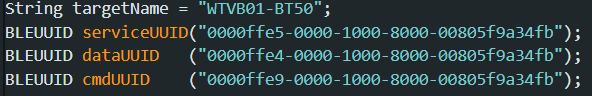 String targetName = "WTVB01-BT50";
BLEUUID serviceUUID("0000ffe5-0000-1000-8000-00805f9a34fb");
BLEUUID dataUUID   ("0000ffe4-0000-1000-8000-00805f9a34fb");
BLEUUID cmdUUID    ("0000ffe9-0000-1000-8000-00805f9a34fb");